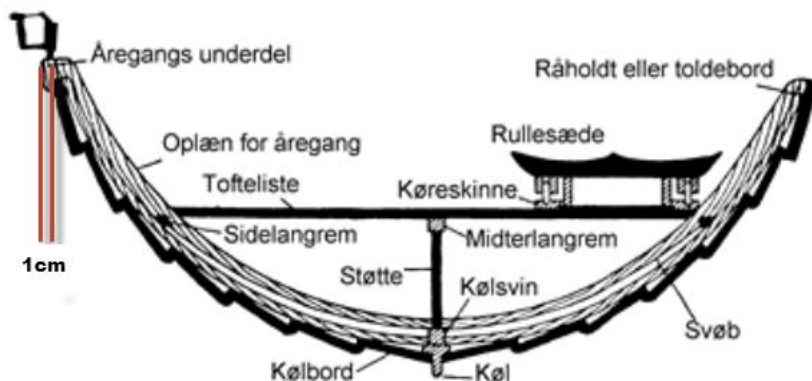 Åregangs underdel
Råholdt eller toldebord
Oplæn for åregang
Rullesæde
Tofteliste
Køreskinne
Sidelangrem
Midterlangrem
1cm
Støtte
Kølsvin
Svøb
Kølbord
Køl